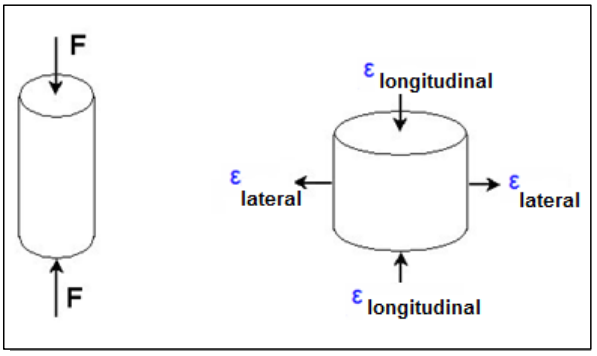 F
F
ε longitudinal
ε lateral
ε lateral
ε longitudinal